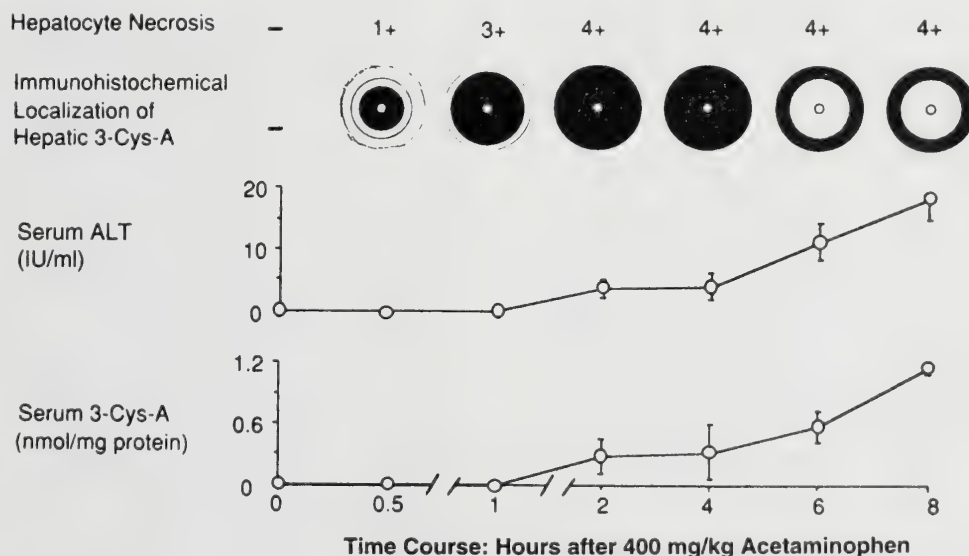 Hepatocyte Necrosis – 1+ 3+ 4+ 4+ 4+ 4+
Immunohistochemical
Localization of
Hepatic 3-Cys-A –
20
Serum ALT
(IU/ml)
10
0
1.2
Serum 3-Cys-A
(nmol/mg protein)
0.6
0
0 0.5 1 2 4 6 8
Time Course: Hours after 400 mg/kg Acetaminophen